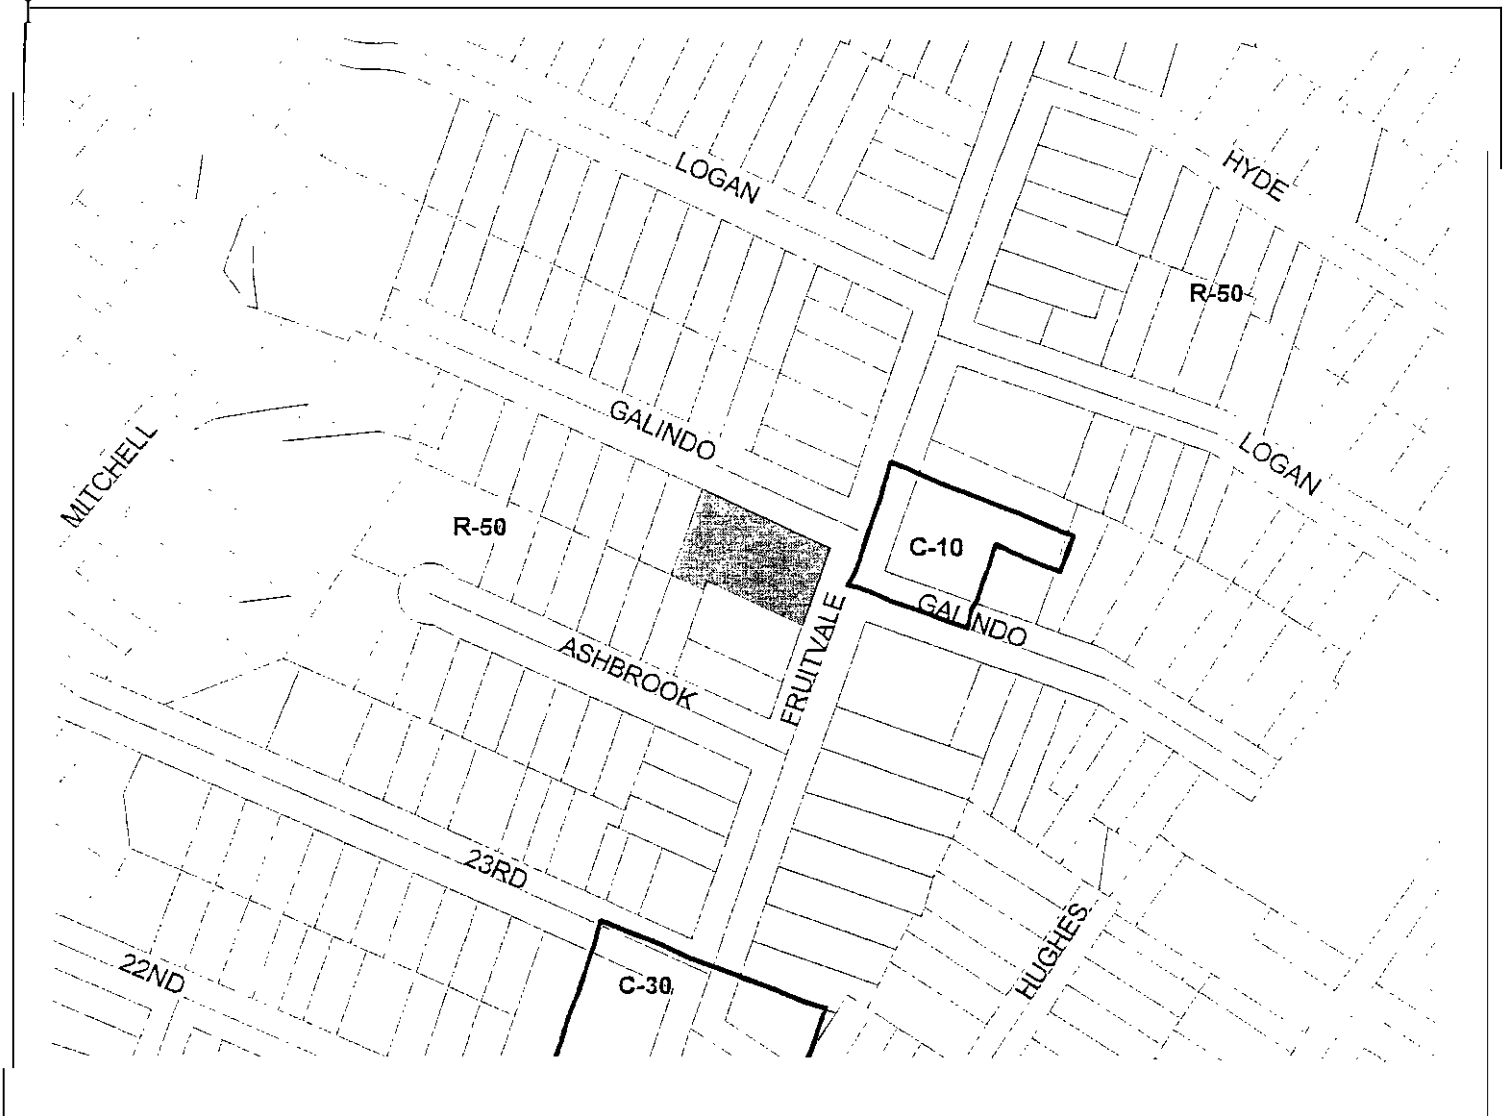 LOGAN
HYDE
R-50
GALINDO
LOGAN
MITCHELL
R-50
C-10
GALINDO
FRUITVALE
ASHBROOK
23RD
HUGHES
22ND
C-30